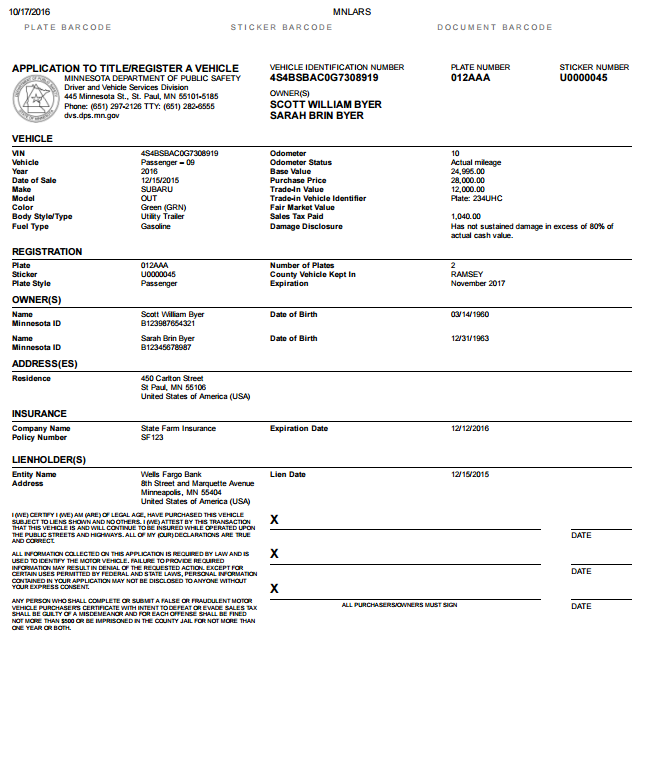 10/17/2016 MNLARS
PLATE BARCODE STICKER BARCODE DOCUMENT BARCODE
APPLICATION TO TITLE/REGISTER A VEHICLE
MINNESOTA DEPARTMENT OF PUBLIC SAFETY
Driver and Vehicle Services Division
445 Minnesota St., St. Paul, MN 55101-5185
Phone: (651) 297-2126 TTY: (651) 282-6555
dvs.dps.mn.gov
VEHICLE IDENTIFICATION NUMBER PLATE NUMBER STICKER NUMBER
4S4BSBAC0G7308919 012AAA U0000045
OWNER(S)
SCOTT WILLIAM BYER
SARAH BRIN BYER
VEHICLE
VIN 4S4BSBAC0G7308919 Odometer 10
Vehicle Passenger – 09 Odometer Status Actual mileage
Year 2016 Base Value 24,995.00
Date of Sale 12/15/2015 Purchase Price 28,000.00
Make SUBARU Trade-In Value 12,000.00
Model OUT Trade-in Vehicle Identifier Plate: 234UHC
Color Green (GRN) Fair Market Value
Body Style/Type Utility Trailer Sales Tax Paid 1,040.00
Fuel Type Gasoline Damage Disclosure Has not sustained damage in excess of 80% of
actual cash value.
REGISTRATION
Plate 012AAA Number of Plates 2
Sticker U0000045 County Vehicle Kept In RAMSEY
Plate Style Passenger Expiration November 2017
OWNER(S)
Name Scott William Byer Date of Birth 03/14/1960
Minnesota ID B123987654321
Name Sarah Brin Byer Date of Birth 12/31/1963
Minnesota ID B12345678987
ADDRESS(ES)
Residence 450 Carlton Street
St Paul, MN 55106
United States of America (USA)
INSURANCE
Company Name State Farm Insurance Expiration Date 12/12/2016
Policy Number SF123
LIENHOLDER(S)
Entity Name Wells Fargo Bank Lien Date 12/15/2015
Address 8th Street and Marquette Avenue
Minneapolis, MN 55404
United States of America (USA)
I (WE) CERTIFY I (WE) AM (ARE) OF LEGAL AGE, HAVE PURCHASED THIS VEHICLE
SUBJECT TO LIENS SHOWN AND NO OTHERS. I (WE) ATTEST BY THIS TRANSACTION
THAT THIS VEHICLE IS AND WILL CONTINUE TO BE INSURED WHILE OPERATED UPON
THE PUBLIC STREETS AND HIGHWAYS. ALL OF MY (OUR) DECLARATIONS ARE TRUE
AND CORRECT.
X
DATE
ALL INFORMATION COLLECTED ON THIS APPLICATION IS REQUIRED BY LAW AND IS
USED TO IDENTIFY THE MOTOR VEHICLE. FAILURE TO PROVIDE REQUIRED
INFORMATION MAY RESULT IN DENIAL OF THE REQUESTED ACTION. EXCEPT FOR
CERTAIN USES PERMITTED BY FEDERAL AND STATE LAWS, PERSONAL INFORMATION
CONTAINED IN YOUR APPLICATION MAY NOT BE DISCLOSED TO ANYONE WITHOUT
YOUR EXPRESS CONSENT.
X
DATE
ANY PERSON WHO SHALL COMPLETE OR SUBMIT A FALSE OR FRAUDULENT MOTOR
VEHICLE PURCHASER'S CERTIFICATE WITH INTENT TO DEFEAT OR EVADE SALES TAX
SHALL BE GUILTY OF A MISDEMEANOR AND FOR EACH OFFENSE SHALL BE FINED
NOT MORE THAN $500 OR BE IMPRISONED IN THE COUNTY JAIL FOR NOT MORE THAN
ONE YEAR OR BOTH.
X
ALL PURCHASERS/OWNERS MUST SIGN DATE